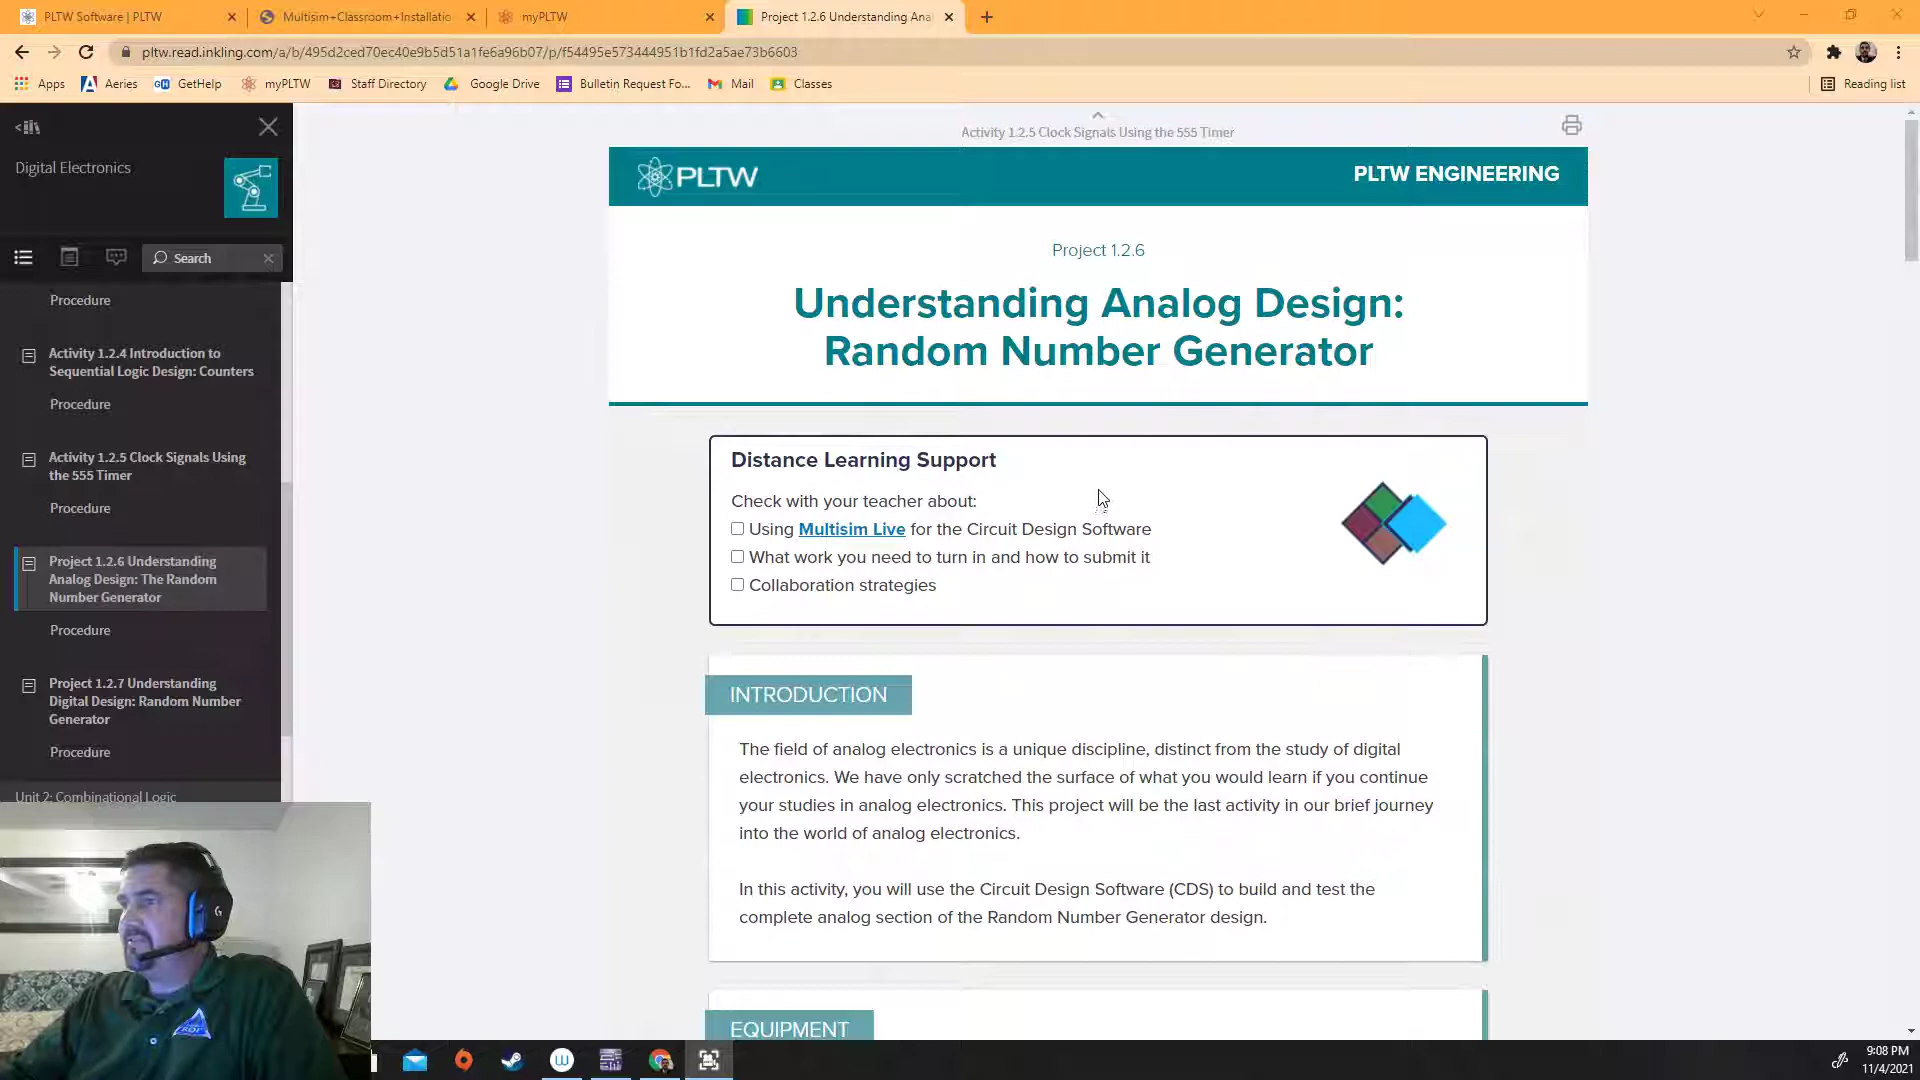 PLTW Software | PLTW
Multisim+Classroom+Installatio
myPLTW
Project 1.2.6 Understanding Ana
pltw.read.inkling.com/a/b/495d2ced70ec40e9b5d51a1fe6a96b07/p/f54495e573444951b1fd2a5ae73b6603
Apps
Aeries
GetHelp
myPLTW
Staff Directory
Google Drive
Bulletin Request Fo...
Mail
Classes
Reading list
Digital Electronics
Search
Procedure
Activity 1.2.4 Introduction to
Sequential Logic Design: Counters
Procedure
Activity 1.2.5 Clock Signals Using
the 555 Timer
Procedure
Project 1.2.6 Understanding
Analog Design: The Random
Number Generator
Procedure
Project 1.2.7 Understanding
Digital Design: Random Number
Generator
Procedure
Unit 2: Combinational Logic
Activity 1.2.5 Clock Signals Using the 555 Timer
PLTW
PLTW ENGINEERING
Project 1.2.6
Understanding Analog Design:
Random Number Generator
Distance Learning Support
Check with your teacher about:
Using Multisim Live for the Circuit Design Software
What work you need to turn in and how to submit it
Collaboration strategies
INTRODUCTION
The field of analog electronics is a unique discipline, distinct from the study of digital
electronics. We have only scratched the surface of what you would learn if you continue
your studies in analog electronics. This project will be the last activity in our brief journey
into the world of analog electronics.
In this activity, you will use the Circuit Design Software (CDS) to build and test the
complete analog section of the Random Number Generator design.
EQUIPMENT
9:08 PM
11/4/2021